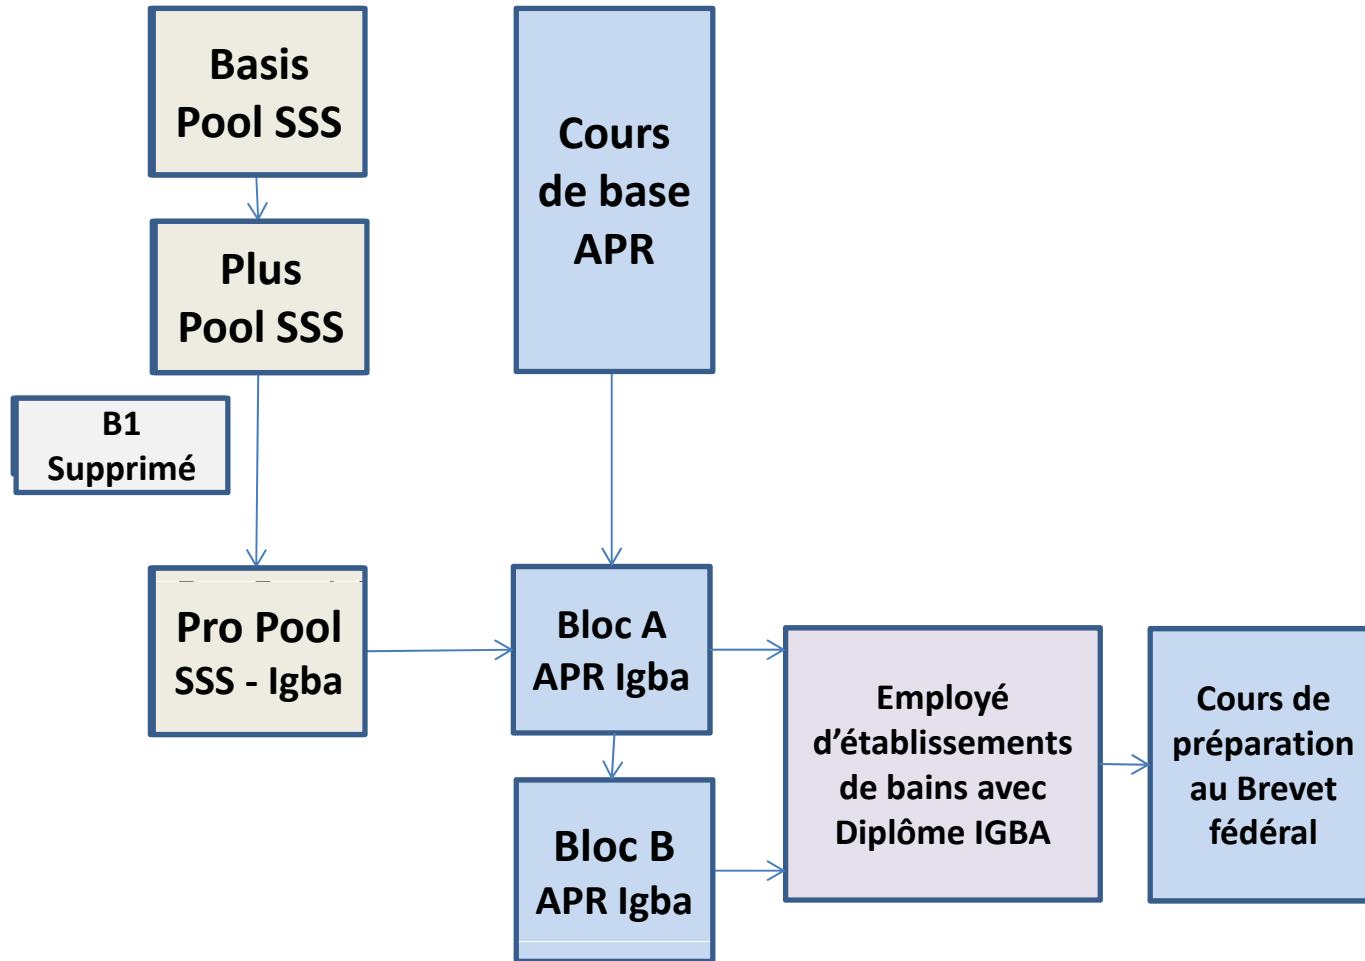 Basis
Pool SSS
Cours
de base
APR
Plus
Pool SSS
B1
Supprimé
Pro Pool
SSS - Igba
Bloc A
APR Igba
Employé
d’établissements
de bains avec
Diplôme IGBA
Cours de
préparation
au Brevet
fédéral
Bloc B
APR Igba